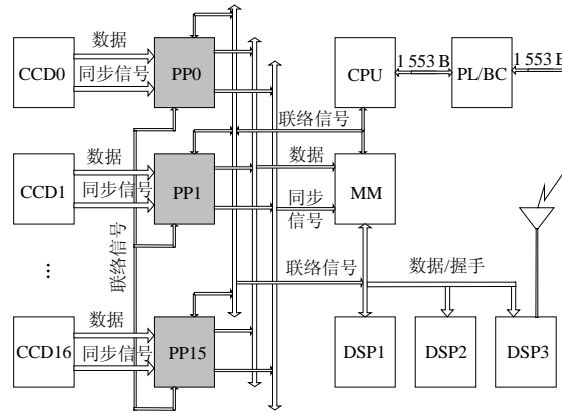 数据
CCD0
同步信号
PP0
CPU
1 553 B
PL/BC
1 553 B
联络信号
数据
CCD1
同步信号
PP1
数据
MM
同步
信号
联络信号
...
联络信号
数据/握手
数据
CCD16
同步信号
PP15
DSP1
DSP2
DSP3